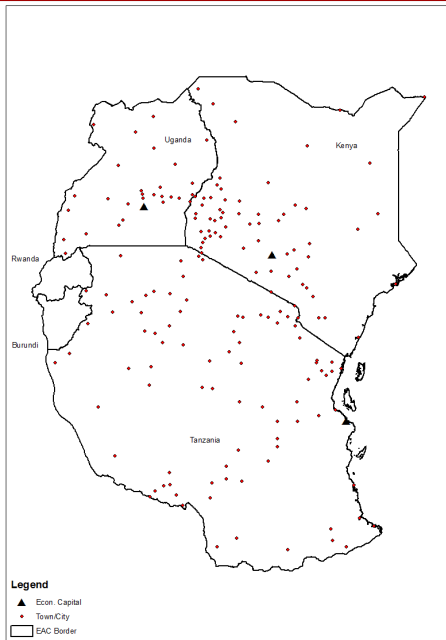 Uganda
Kenya
Rwanda
Burundi
Tanzania
Legend
Econ. Capital
Town/City
EAC Border